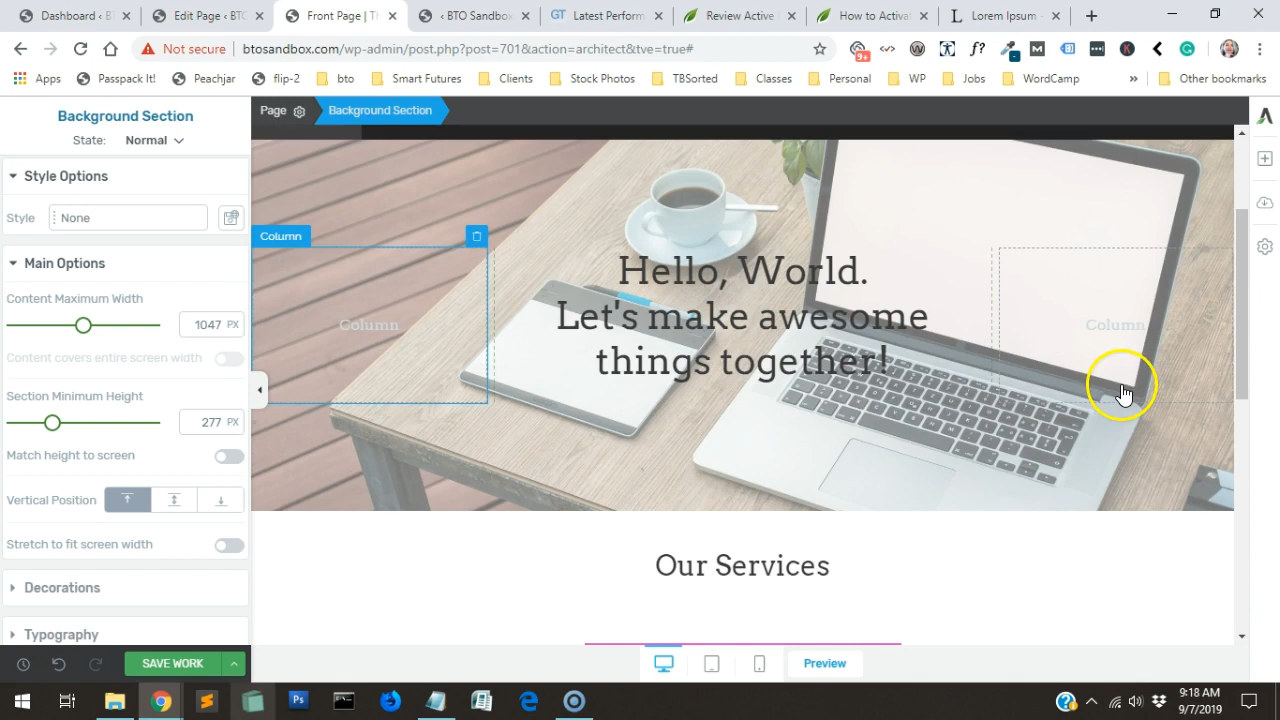 Dashboard ‹ BT
Edit Page ‹ BTO
Front Page | Th
‹ BTO Sandbox
Latest Perform
Review Active
How to Activat
Lorem Ipsum -
Not secure | btosandbox.com/wp-admin/post.php?post=701&action=architect&tve=true#
9+
Apps
Passpack It!
Peachjar
flip-2
bto
Smart Futures
Clients
Stock Photos
TBSorted
Classes
Personal
WP
Jobs
WordCamp
»
Other bookmarks
Background Section
State: Normal
Page
Background Section
Style Options
Style
None
Main Options
Content Maximum Width
1047 PX
Content covers entire screen width
Section Minimum Height
277 PX
Match height to screen
Vertical Position
Stretch to fit screen width
Decorations
Typography
SAVE WORK
Column
Column
Hello, World.
Let's make awesome
things together!
Column
Our Services
Preview
9:18 AM
9/7/2019